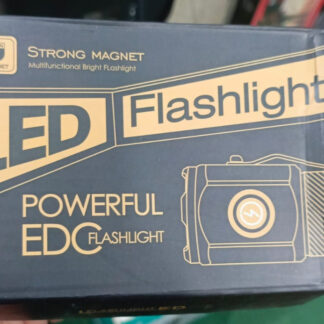 STRONG MAGNET
Multifunctional Bright Flashlight
LED Flashlight
POWERFUL
EDC FLASHLIGHT